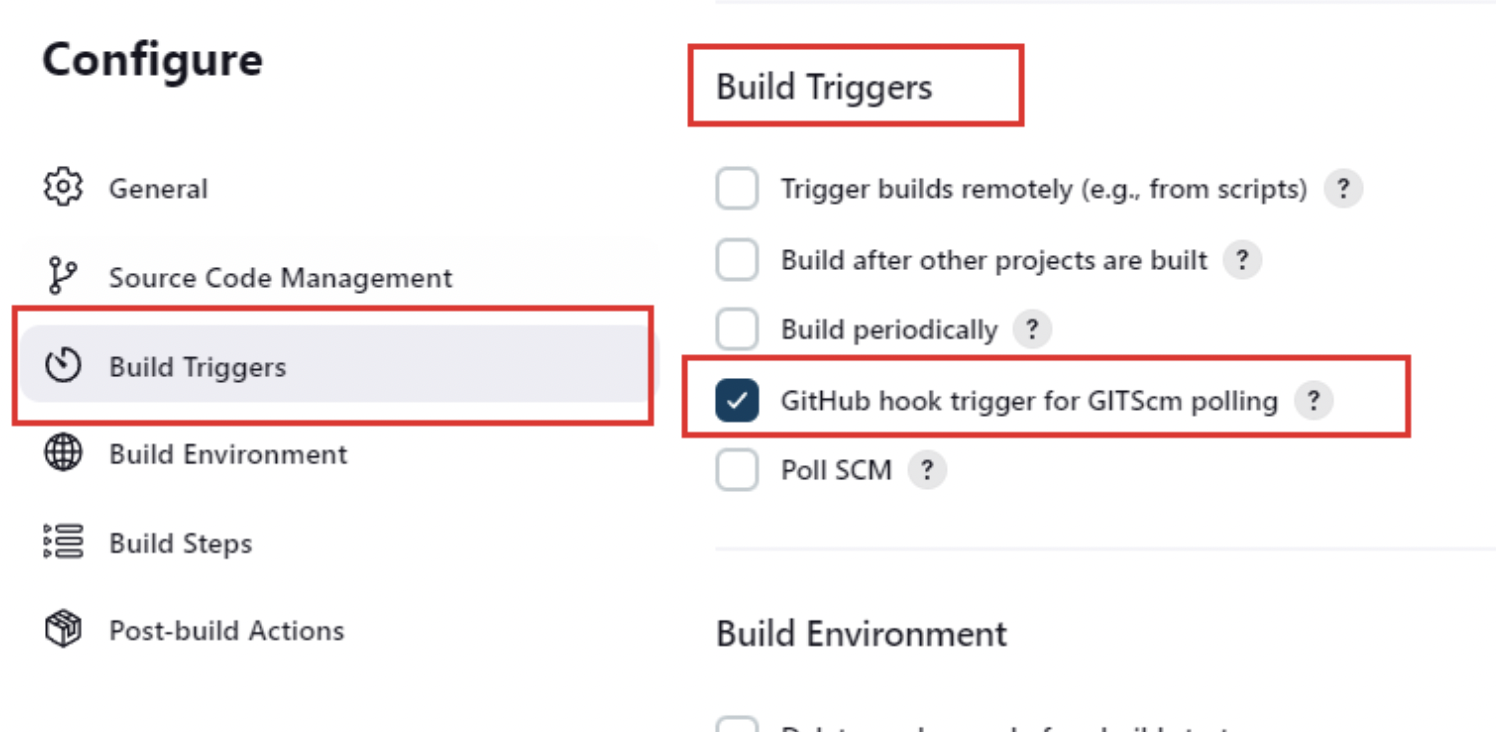 Configure
General
Source Code Management
Build Triggers
Build Environment
Build Steps
Post-build Actions
Build Triggers
Trigger builds remotely (e.g., from scripts) ?
Build after other projects are built ?
Build periodically ?
GitHub hook trigger for GITScm polling ?
Poll SCM ?
Build Environment